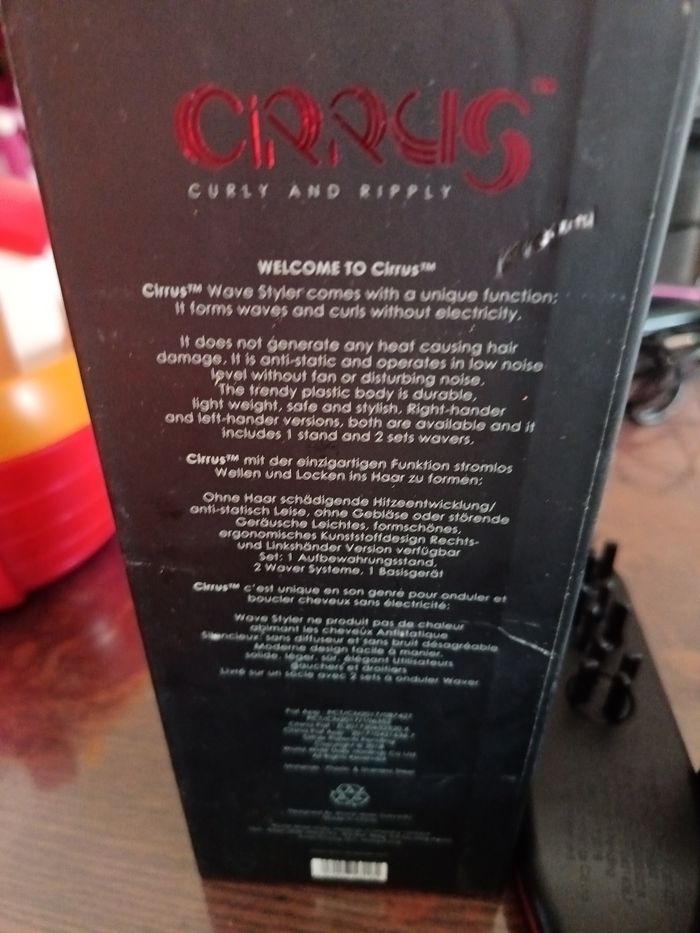 CIRRUS™
CURLY AND RIPPLY
WELCOME TO Cirrus™
Cirrus™ Wave Styler comes with a unique function:
It forms waves and curls without electricity.
It does not generate any heat causing hair
damage. It is anti-static and operates in low noise
level without fan or disturbing noise.
The trendy plastic body is durable,
light weight, safe and stylish. Right-hander
and left-hander versions, both are available and it
includes 1 stand and 2 sets wavers.
Cirrus™ mit der einzigartigen Funktion stromlos
Wellen und Locken ins Haar zu formen:
Ohne Haar schädigende Hitzeentwicklung/
anti-statisch Leise, ohne Gebläse oder störende
Geräusche Leichtes, formschönes,
ergonomisches Kunststoffdesign Rechts-
und Linkshänder Version verfügbar
Set: 1 Aufbewahrungsstand,
2 Waver Systeme, 1 Basisgerät
Cirrus™ c'est unique en son genre pour onduler et
boucler cheveux sans électricité:
Wave Styler ne produit pas de chaleur
abimant les cheveux Antistatique
Silencieux: sans diffuseur et sans bruit désagréable
Moderne design facile à manier,
solide, léger, sûr, élégant Utilisateurs
gauchers et droitiers
Livré sur un socle avec 2 sets à onduler Waver
All Rights Reserved